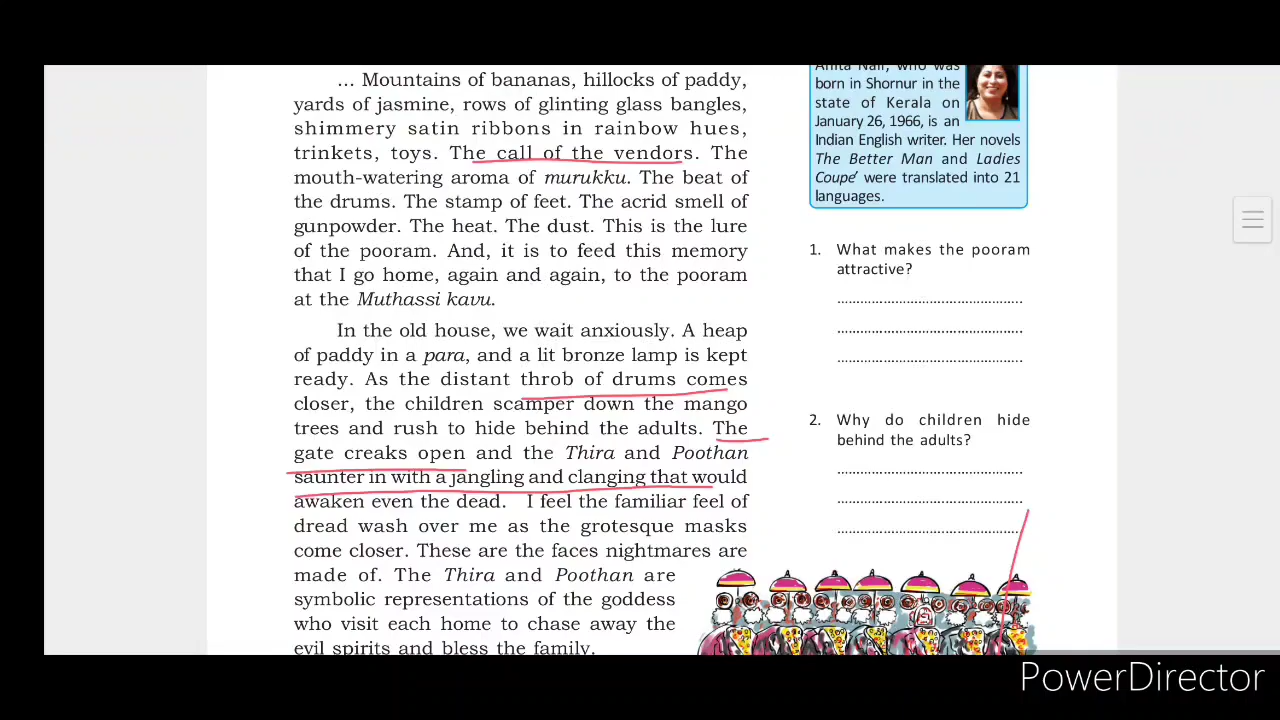 ... Mountains of bananas, hillocks of paddy,
yards of jasmine, rows of glinting glass bangles,
shimmery satin ribbons in rainbow hues,
trinkets, toys. The call of the vendors. The
mouth-watering aroma of murukku. The beat of
the drums. The stamp of feet. The acrid smell of
gunpowder. The heat. The dust. This is the lure
of the pooram. And, it is to feed this memory
that I go home, again and again, to the pooram
at the Muthassi kavu.
In the old house, we wait anxiously. A heap
of paddy in a para, and a lit bronze lamp is kept
ready. As the distant throb of drums comes
closer, the children scamper down the mango
trees and rush to hide behind the adults. The
gate creaks open and the Thira and Poothan
saunter in with a jangling and clanging that would
awaken even the dead. I feel the familiar feel of
dread wash over me as the grotesque masks
come closer. These are the faces nightmares are
made of. The Thira and Poothan are
symbolic representations of the goddess
who visit each home to chase away the
evil spirits and bless the family.
Anita Nair, who was
born in Shornur in the
state of Kerala on
January 26, 1966, is an
Indian English writer. Her novels
The Better Man and Ladies
Coupe' were translated into 21
languages.
1. What makes the pooram
attractive?
................................................
................................................
................................................
2. Why do children hide
behind the adults?
................................................
................................................
................................................
PowerDirector